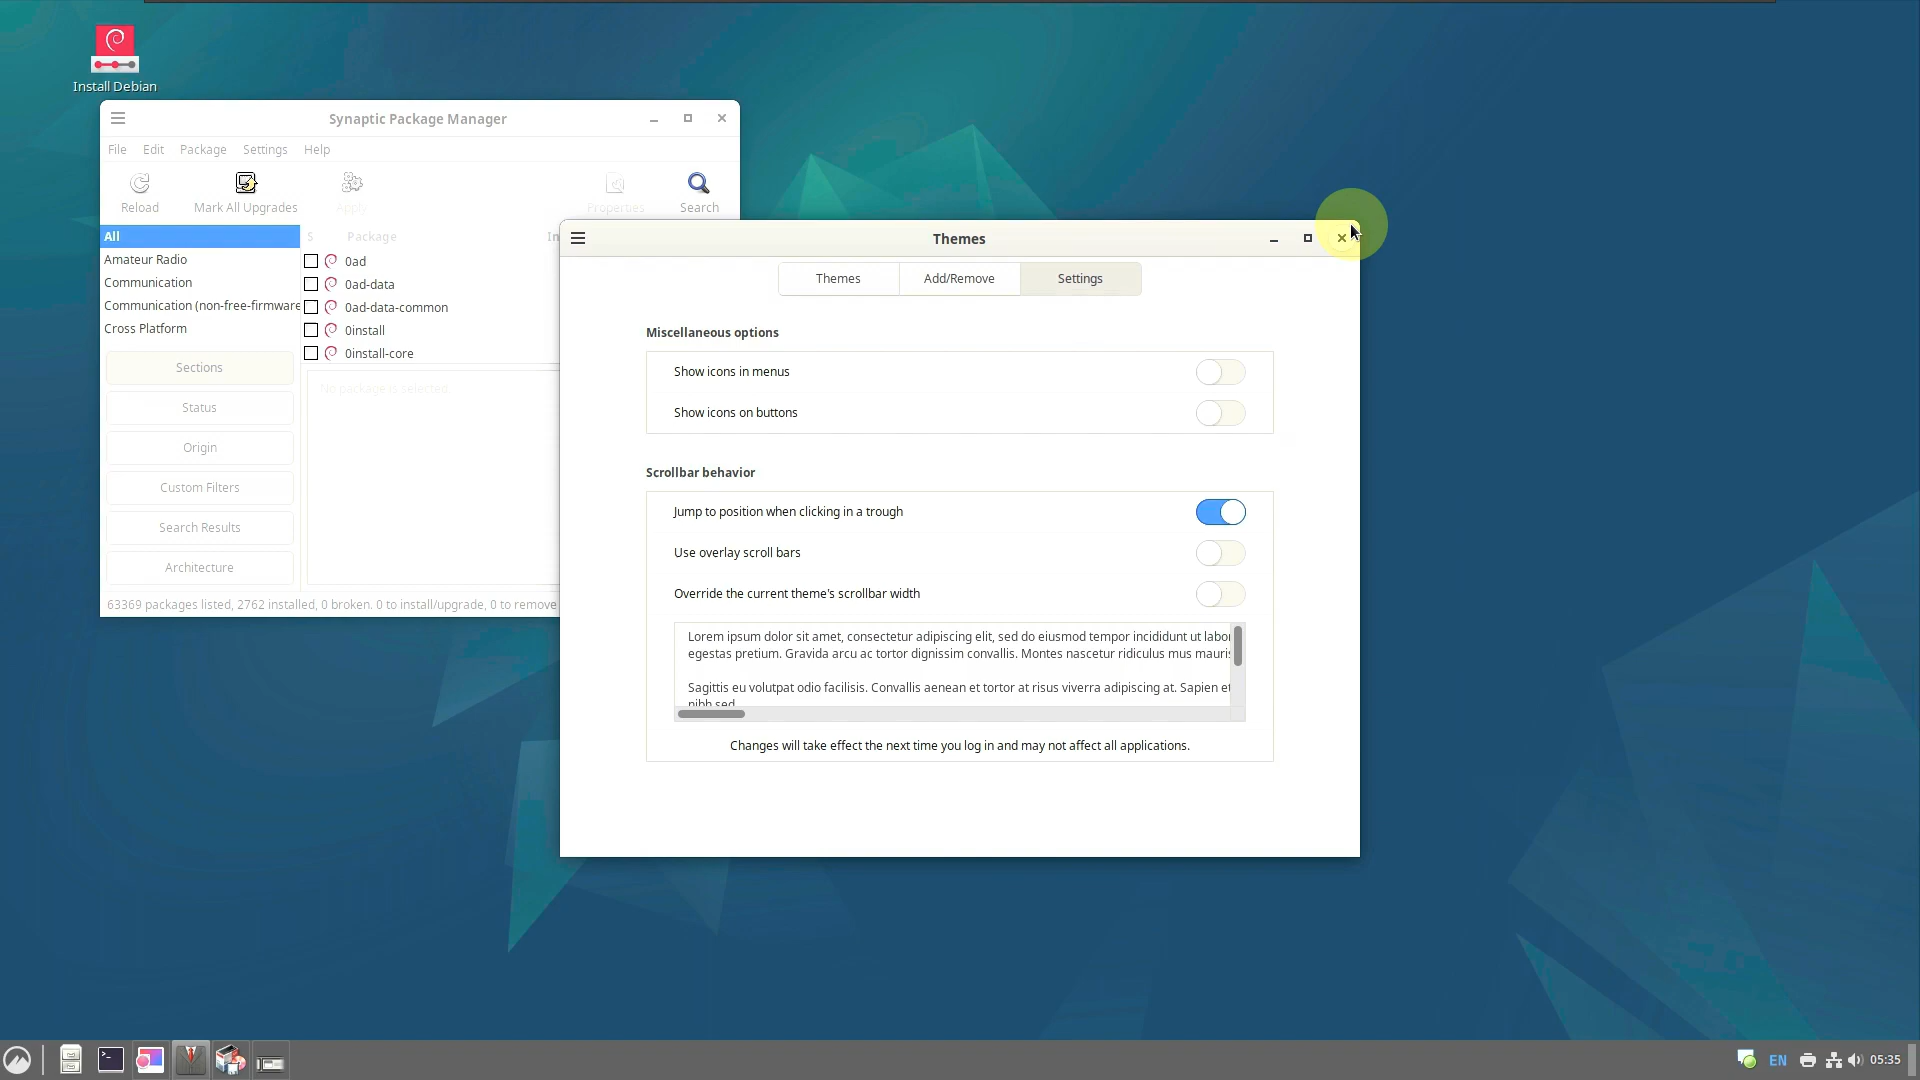 Install Debian
Synaptic Package Manager
File Edit Package Settings Help
Reload Mark All Upgrades Apply Properties Search
All
Amateur Radio
Communication
Communication (non-free-firmware
Cross Platform
Sections
Status
Origin
Custom Filters
Search Results
Architecture
S Package In
0ad
0ad-data
0ad-data-common
0install
0install-core
No package is selected.
63369 packages listed, 2762 installed, 0 broken. 0 to install/upgrade, 0 to remove
Themes
Themes Add/Remove Settings
Miscellaneous options
Show icons in menus
Show icons on buttons
Scrollbar behavior
Jump to position when clicking in a trough
Use overlay scroll bars
Override the current theme's scrollbar width
Lorem ipsum dolor sit amet, consectetur adipiscing elit, sed do eiusmod tempor incididunt ut labor
egestas pretium. Gravida arcu ac tortor dignissim convallis. Montes nascetur ridiculus mus mauris
Sagittis eu volutpat odio facilisis. Convallis aenean et tortor at risus viverra adipiscing at. Sapien et
nibh sed
Changes will take effect the next time you log in and may not affect all applications.
EN 05:35